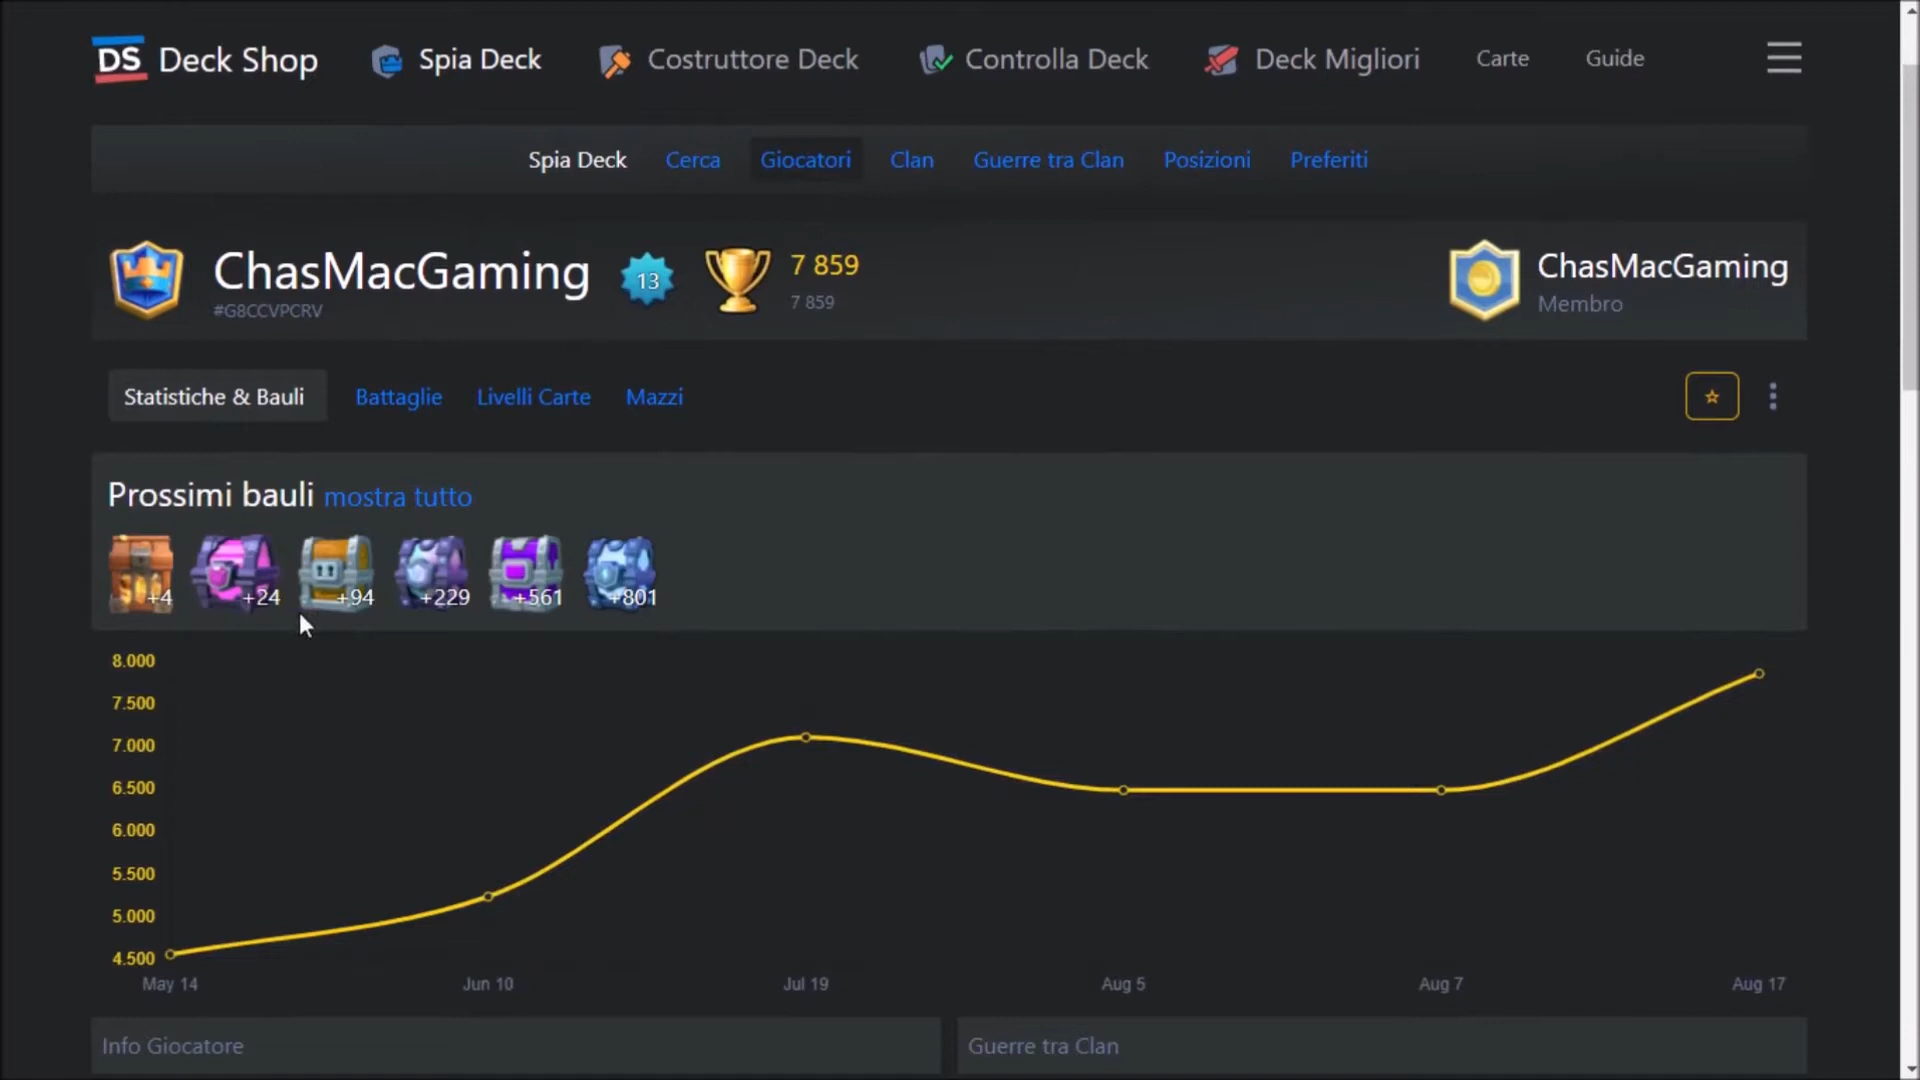 DS Deck Shop Spia Deck Costruttore Deck Controlla Deck Deck Migliori Carte Guide
Spia Deck Cerca Giocatori Clan Guerre tra Clan Posizioni Preferiti
ChasMacGaming 13 7 859 ChasMacGaming
#G8CCVPCRV 7 859 Membro
Statistiche & Bauli Battaglie Livelli Carte Mazzi
Prossimi bauli mostra tutto
+4 +24 +94 +229 +561 +801
8.000
7.500
7.000
6.500
6.000
5.500
5.000
4.500
May 14 Jun 10 Jul 19 Aug 5 Aug 7 Aug 17
Info Giocatore Guerre tra Clan